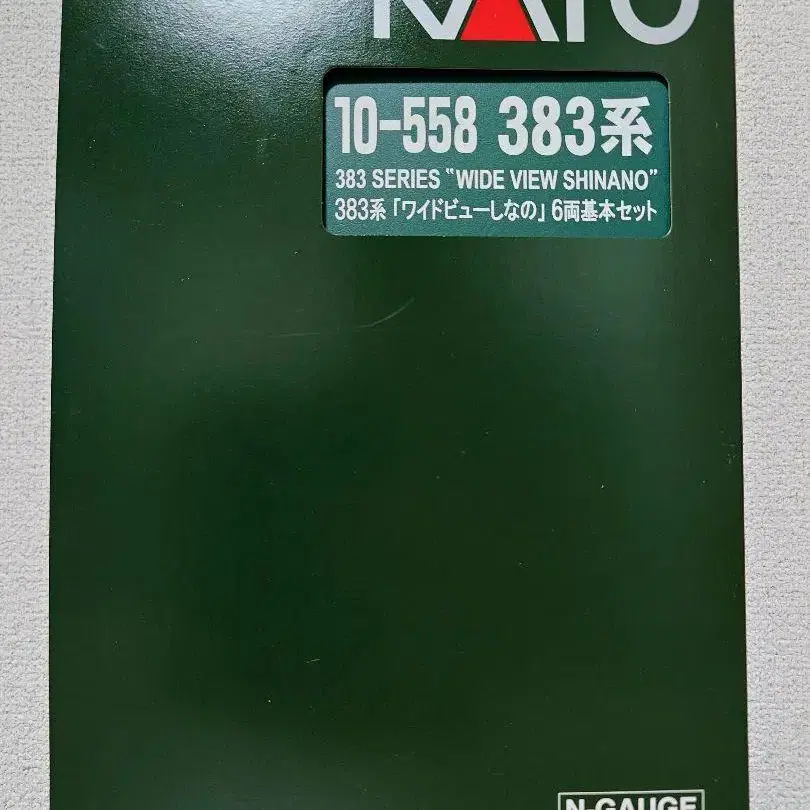 KATO
10-558 383系
383 SERIES "WIDE VIEW SHINANO"
383系「ワイドビューしなの」6両基本セット
N-GAUGE